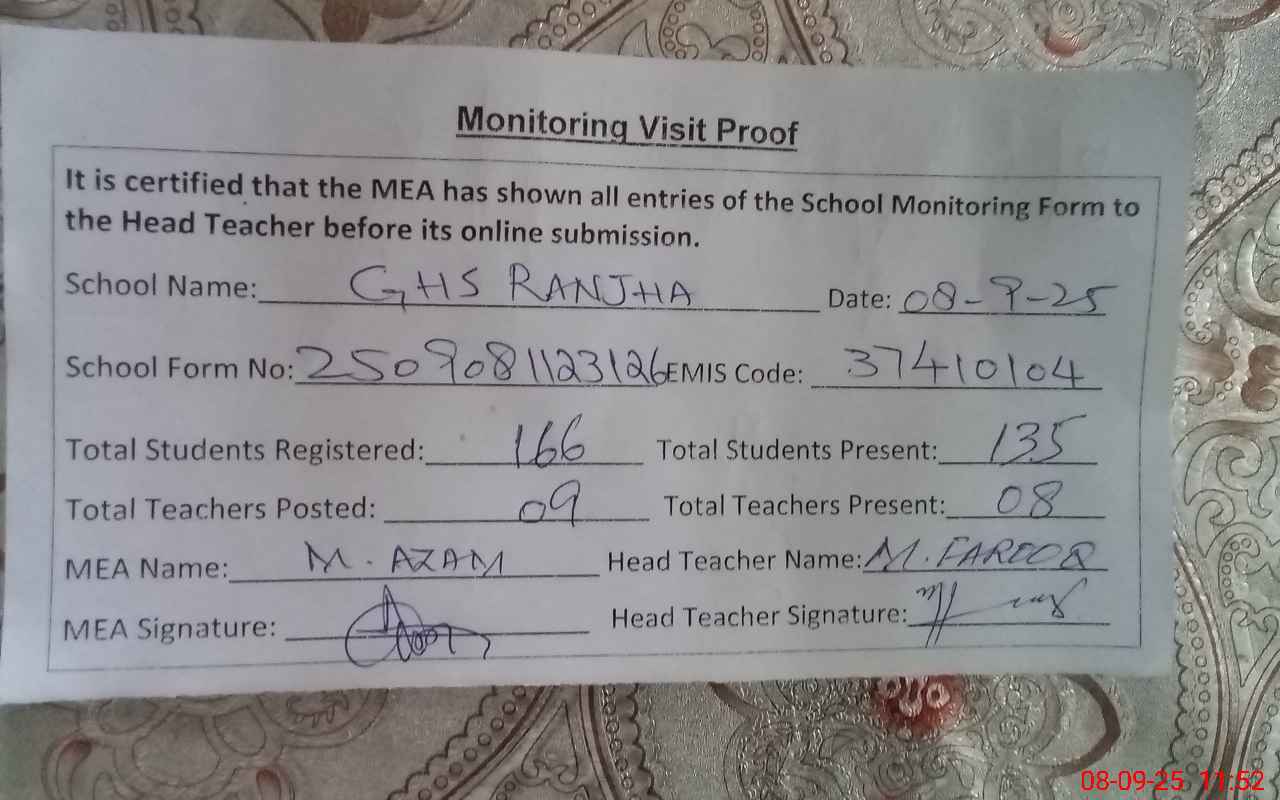 Monitoring Visit Proof
It is certified that the MEA has shown all entries of the School Monitoring Form to
the Head Teacher before its online submission.
School Name: GHS RANJHA Date: 08-9-25
School Form No: 2509081123126 EMIS Code: 37410104
Total Students Registered: 166 Total Students Present: 135
Total Teachers Posted: 09 Total Teachers Present: 08
MEA Name: M. AZAM Head Teacher Name: M. FAROOQ
MEA Signature: Head Teacher Signature:
08-09-25 11:52